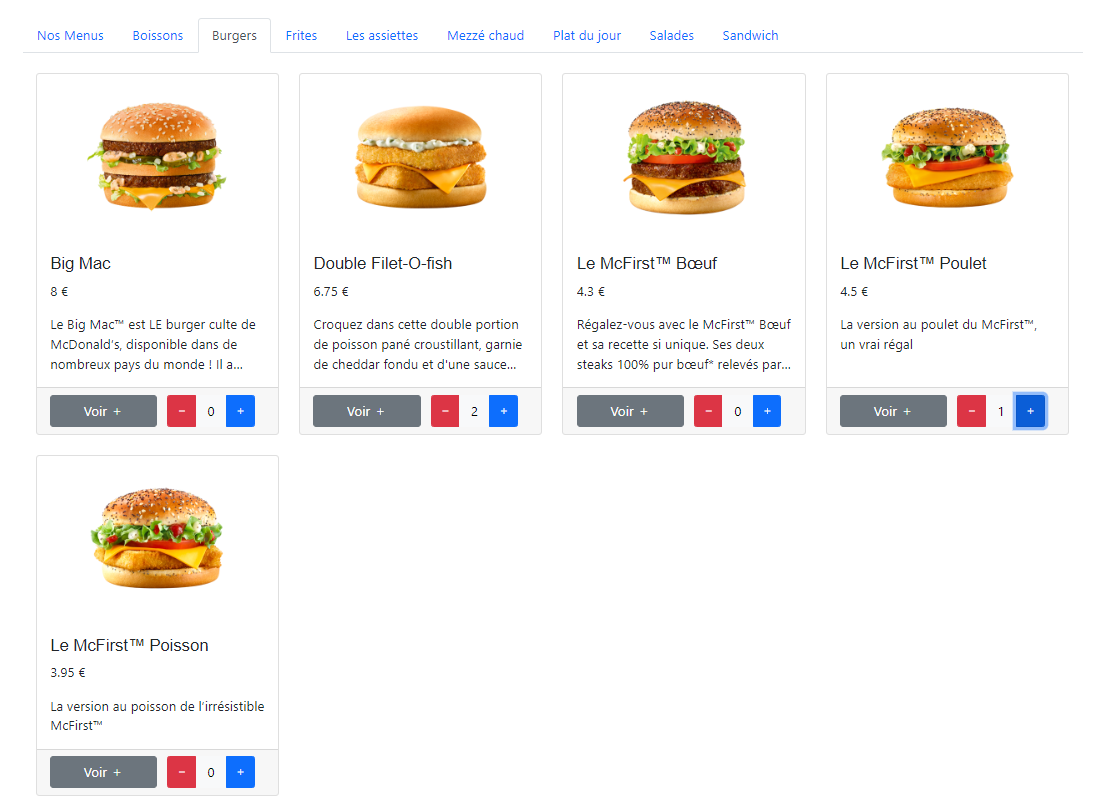 Nos Menus
Boissons
Burgers
Frites
Les assiettes
Mezzé chaud
Plat du jour
Salades
Sandwich
Big Mac
8 €
Le Big Mac™ est LE burger culte de
McDonald's, disponible dans de
nombreux pays du monde ! Il a...
Voir +
−
0
+
Double Filet-O-fish
6.75 €
Croquez dans cette double portion
de poisson pané croustillant, garnie
de cheddar fondu et d'une sauce...
Voir +
−
2
+
Le McFirst™ Bœuf
4.3 €
Régalez-vous avec le McFirst™ Bœuf
et sa recette si unique. Ses deux
steaks 100% pur bœuf* relevés par...
Voir +
−
0
+
Le McFirst™ Poulet
4.5 €
La version au poulet du McFirst™,
un vrai régal
Voir +
−
1
+
Le McFirst™ Poisson
3.95 €
La version au poisson de l’irrésistible
McFirst™
Voir +
−
0
+